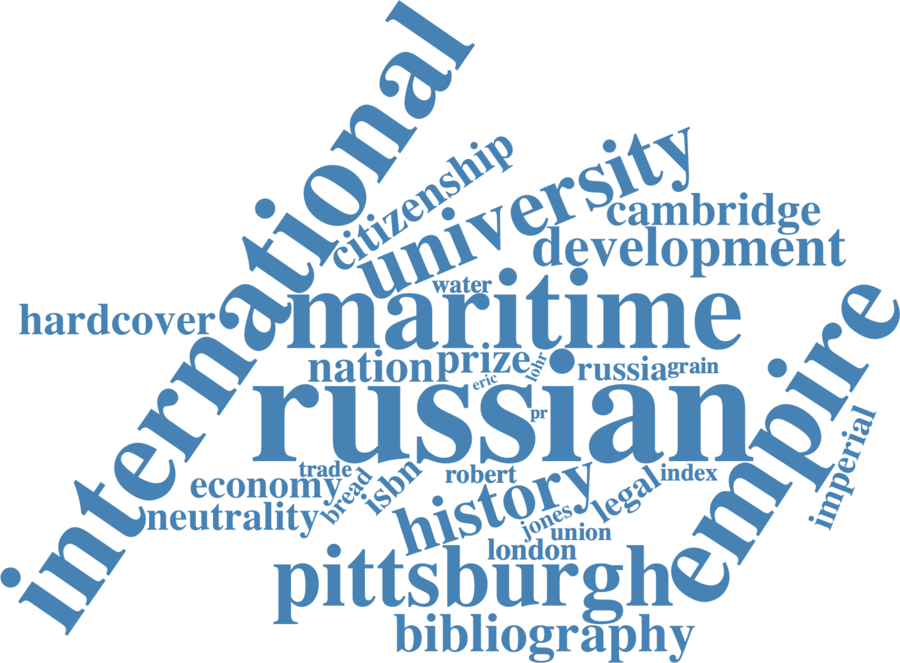 international
citizenship
university
cambridge
development
water
hardcover
maritime
empire
nation
prize
eric
lohr
russia
grain
russian
pr
imperial
trade
economy
bread
isbn
robert
history
legal
index
neutrality
jones
union
london
pittsburgh
bibliography